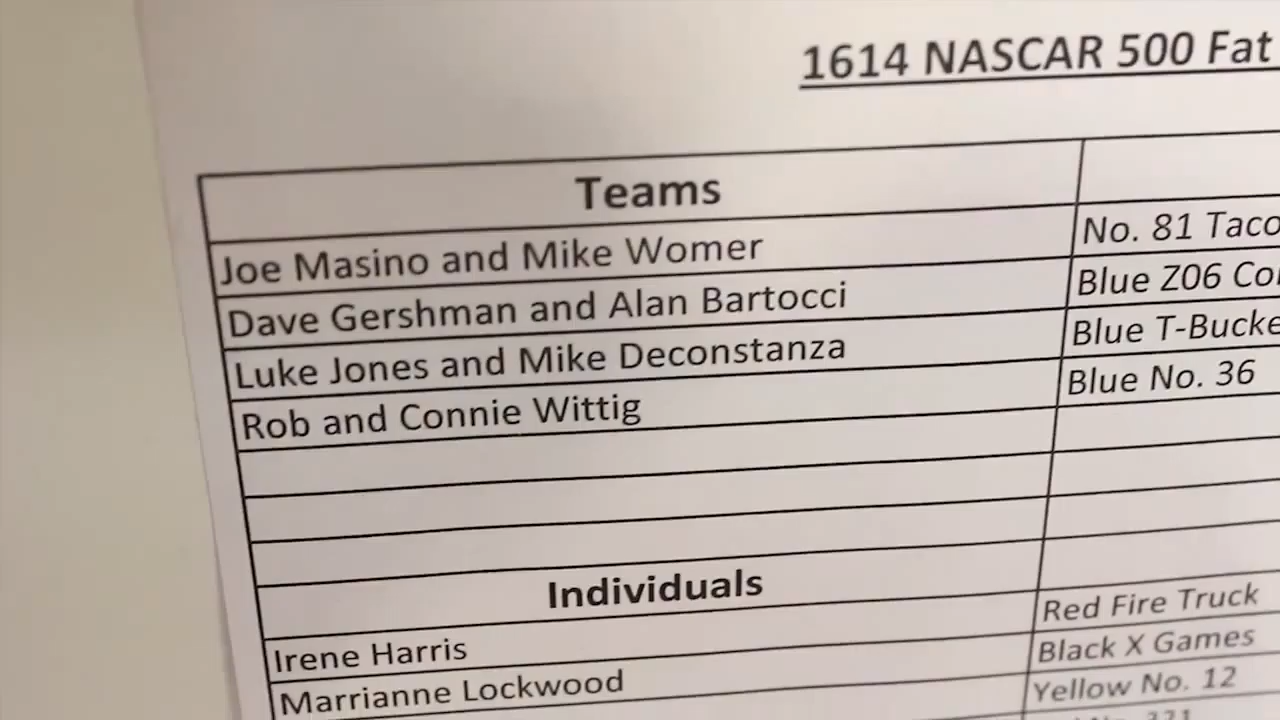 1614 NASCAR 500 Fat
Teams
Joe Masino and Mike Womer No. 81 Taco
Dave Gershman and Alan Bartocci Blue Z06
Luke Jones and Mike Deconstanza Blue T-Bucke
Rob and Connie Wittig Blue No. 36
Individuals
Irene Harris Red Fire Truck
Marrianne Lockwood Black X Games
Yellow No. 12